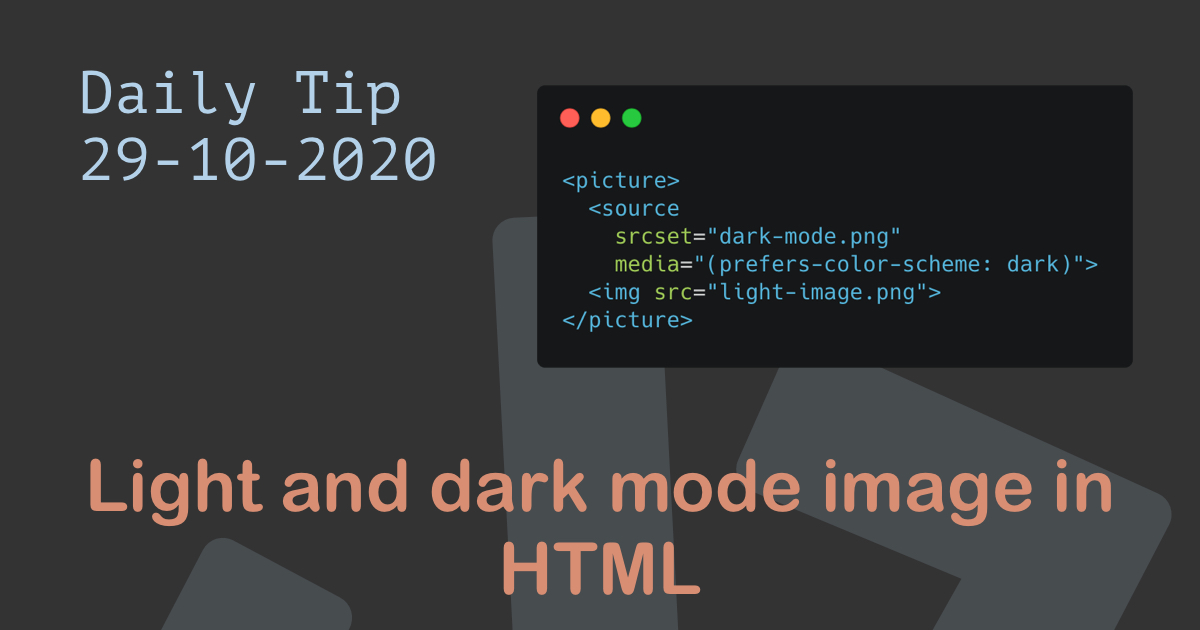 Daily Tip
29-10-2020
<picture>
  <source
    srcset="dark-mode.png"
    media="(prefers-color-scheme: dark)">
  <img src="light-image.png">
</picture>
Light and dark mode image in
HTML